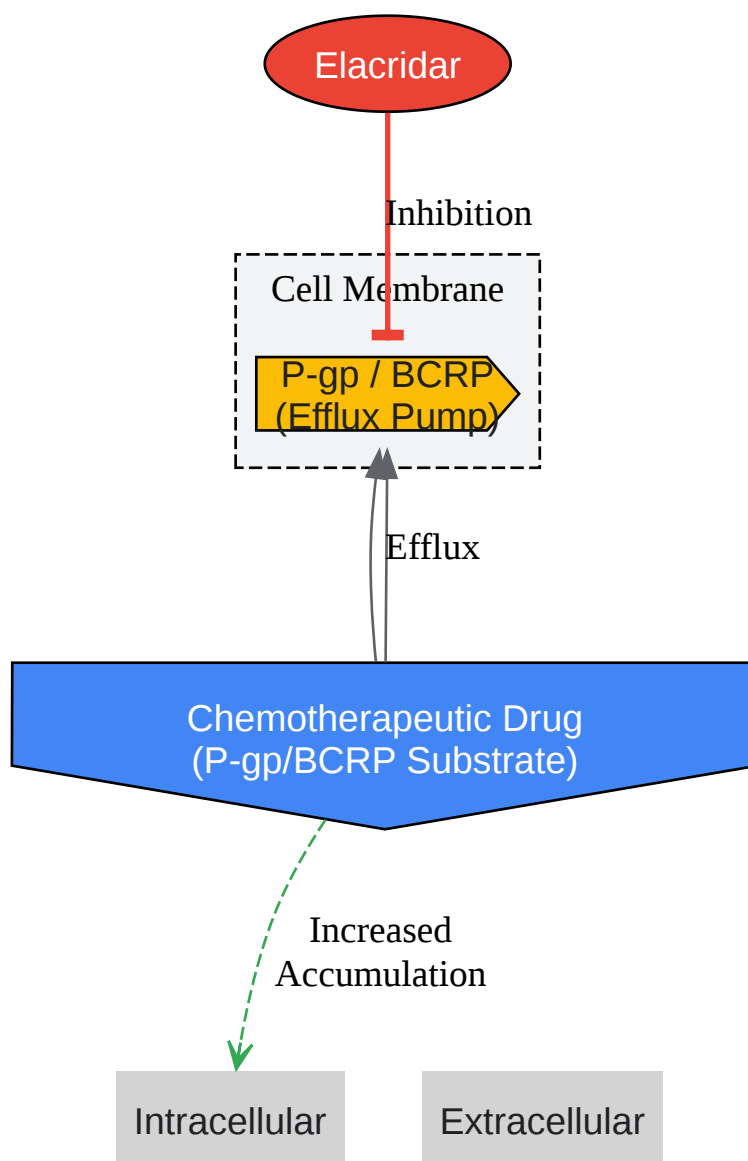 Elacridar
Inhibition
Cell Membrane
P-gp / BCRP
(Efflux Pump)
Efflux
Chemotherapeutic Drug
(P-gp/BCRP Substrate)
Increased
Accumulation
Intracellular
Extracellular